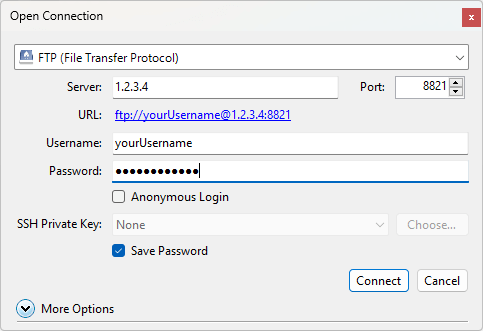 Open Connection
x
FTP (File Transfer Protocol)
Server: 1.2.3.4 Port: 8821
URL: ftp://yourUsername@1.2.3.4:8821
Username: yourUsername
Password: ●●●●●●●●●●●●
Anonymous Login
SSH Private Key: None Choose...
Save Password
Connect Cancel
More Options